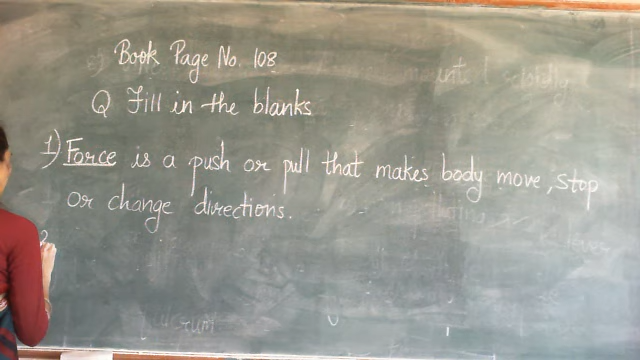 Book Page No. 108
Q Fill in the blanks
1) Force is a push or pull that makes body move, stop
or change directions.